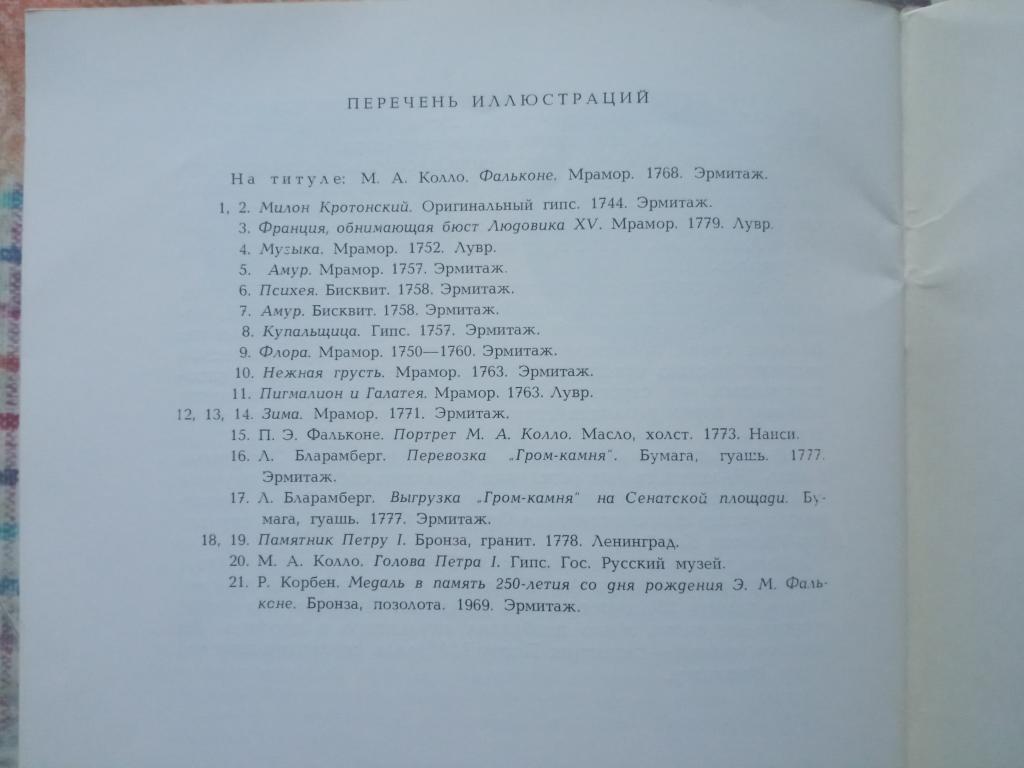 ПЕРЕЧЕНЬ ИЛЛЮСТРАЦИЙ
На титуле: М. А. Колло. Фальконе. Мрамор. 1768. Эрмитаж.
1, 2. Милон Кротонский. Оригинальный гипс. 1744. Эрмитаж.
3. Франция, обнимающая бюст Людовика XV. Мрамор. 1779. Лувр.
4. Музыка. Мрамор. 1752. Лувр.
5. Амур. Мрамор. 1757. Эрмитаж.
6. Психея. Бисквит. 1758. Эрмитаж.
7. Амур. Бисквит. 1758. Эрмитаж.
8. Купальщица. Гипс. 1757. Эрмитаж.
9. Флора. Мрамор. 1750—1760. Эрмитаж.
10. Нежная грусть. Мрамор. 1763. Эрмитаж.
11. Пигмалион и Галатея. Мрамор. 1763. Лувр.
12, 13, 14. Зима. Мрамор. 1771. Эрмитаж.
15. П. Э. Фальконе. Портрет М. А. Колло. Масло, холст. 1773. Нанси.
16. Л. Бларамберг. Перевозка „Гром-камня“. Бумага, гуашь. 1777.
Эрмитаж.
17. Л. Бларамберг. Выгрузка „Гром-камня“ на Сенатской площади. Бу-
мага, гуашь. 1777. Эрмитаж.
18, 19. Памятник Петру I. Бронза, гранит. 1778. Ленинград.
20. М. А. Колло. Голова Петра I. Гипс. Гос. Русский музей.
21. Р. Корбен. Медаль в память 250-летия со дня рождения Э. М. Фаль-
коне. Бронза, позолота. 1969. Эрмитаж.